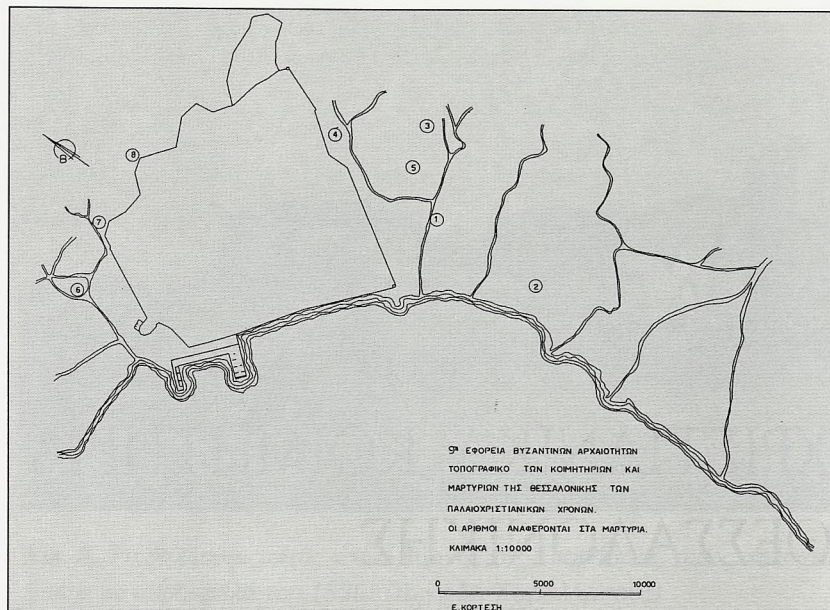 8
4
3
5
7
1
6
2
Β
9η ΕΦΟΡΕΙΑ ΒΥΖΑΝΤΙΝΩΝ ΑΡΧΑΙΟΤΗΤΩΝ
ΤΟΠΟΓΡΑΦΙΚΟ ΤΩΝ ΚΟΙΜΗΤΗΡΙΩΝ ΚΑΙ
ΜΑΡΤΥΡΙΩΝ ΤΗΣ ΘΕΣΣΑΛΟΝΙΚΗΣ ΤΩΝ
ΠΑΛΑΙΟΧΡΙΣΤΙΑΝΙΚΩΝ ΧΡΟΝΩΝ.
ΟΙ ΑΡΙΘΜΟΙ ΑΝΑΦΕΡΟΝΤΑΙ ΣΤΑ ΜΑΡΤΥΡΙΑ.
ΚΛΙΜΑΚΑ 1:10000
0 5000 10000
Ε.ΚΟΡΤΕΣΗ